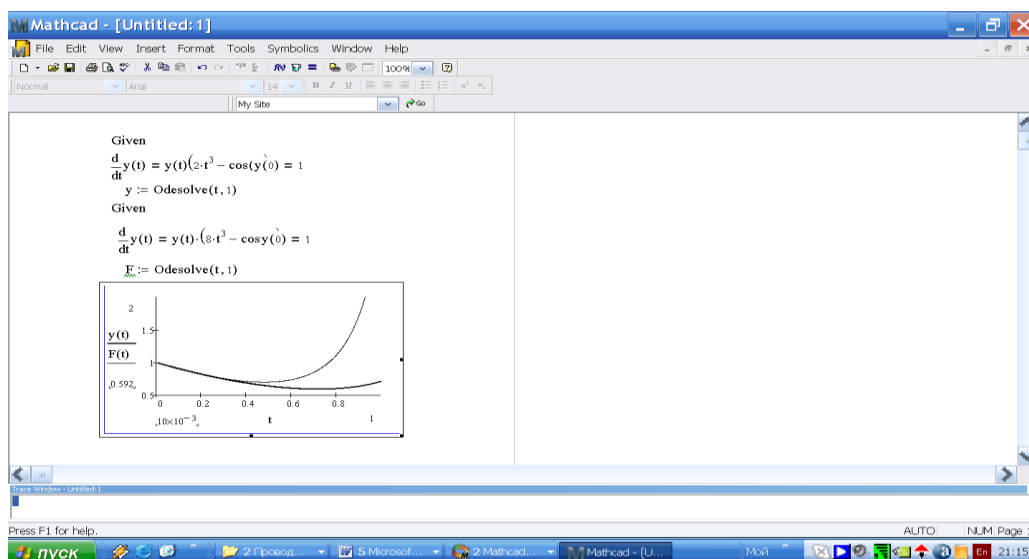 Mathcad - [Untitled:1]
File Edit View Insert Format Tools Symbolics Window Help
100%
Normal Arial 14 B I U
My Site Go
Given
d/dt y(t) = y(t)(2·t³ − cos(y(0) = 1
y := Odesolve(t, 1)
Given
d/dt y(t) = y(t)·(8·t³ − cosy(0) = 1
F := Odesolve(t, 1)
2
y(t) 1.5
F(t) 1
0.592 0.5
0 0.2 0.4 0.6 0.8
10×10⁻³ t 1
Trace Window - Untitled:1
Press F1 for help. AUTO NUM Page
пуск 2 Провод... 5 Microsof... 2 Mathcad... Mathcad - [U... Мой " En 21:15